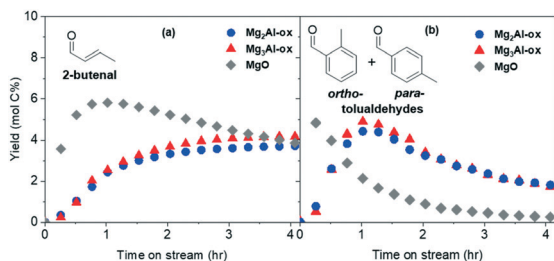 10
8
6
4
2
0
Yield (mol C%)
O
2-butenal
(a)
Mg₂Al-ox
Mg₃Al-ox
MgO
0 1 2 3 4
Time on stream (hr)
O
+
O
(b)
ortho- para-
tolualdehydes
Mg₂Al-ox
Mg₃Al-ox
MgO
0 1 2 3 4
Time on stream (hr)